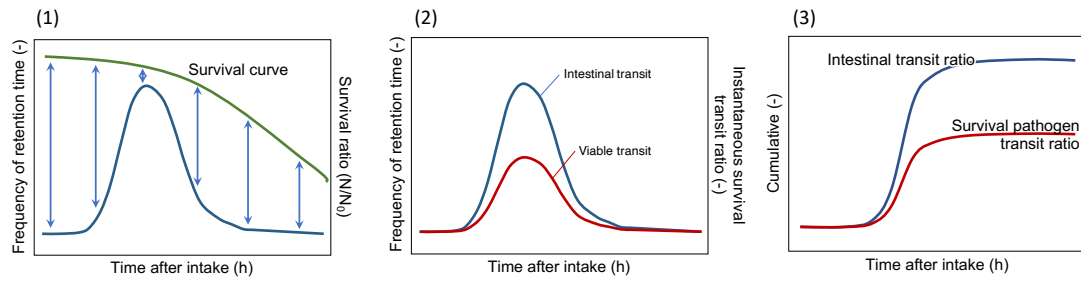 (1)
Frequency of retention time (-)
Survival curve
Survival ratio (N/N₀)
Time after intake (h)
(2)
Frequency of retention time (-)
Intestinal transit
Viable transit
Instantaneous survival
transit ratio (-)
Time after intake (h)
(3)
Cumulative (-)
Intestinal transit ratio
Survival pathogen
transit ratio
Time after intake (h)